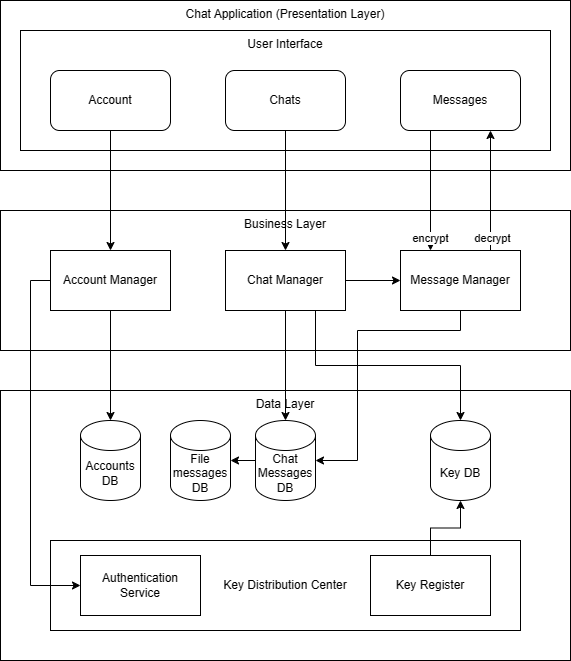 Chat Application (Presentation Layer)
User Interface
Account
Chats
Messages
Business Layer
encrypt
decrypt
Account Manager
Chat Manager
Message Manager
Data Layer
Accounts
DB
File
messages
DB
Chat
Messages
DB
Key DB
Authentication
Service
Key Distribution Center
Key Register